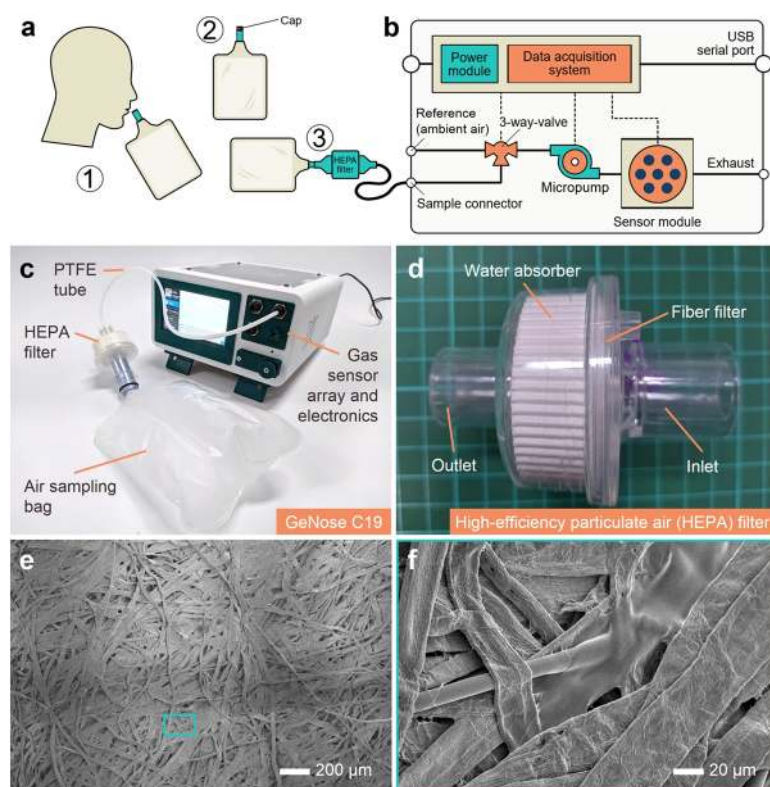 a
Cap
1
2
3
HEPA
filter
b
Power
module
Data acquisition
system
USB
serial port
Reference
(ambient air)
3-way-valve
Micropump
Exhaust
Sample connector
Sensor module
c
PTFE
tube
HEPA
filter
Gas
sensor
array and
electronics
Air sampling
bag
GeNose C19
d
Water absorber
Fiber filter
Outlet
Inlet
High-efficiency particulate air (HEPA) filter
e
200 µm
f
20 µm